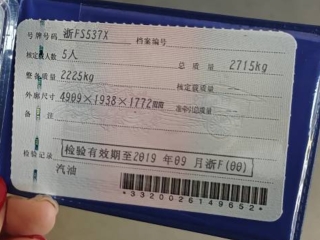 号牌号码 浙FS537X 档案编号
核定载人数 5人 总质量 2715kg
整备质量 2225kg 核定载质量
外廓尺寸 4909×1938×1772mm 准牵引总质量
备注
检验记录 检验有效期至2019年09月浙F(00)
汽油
*3320026149652*